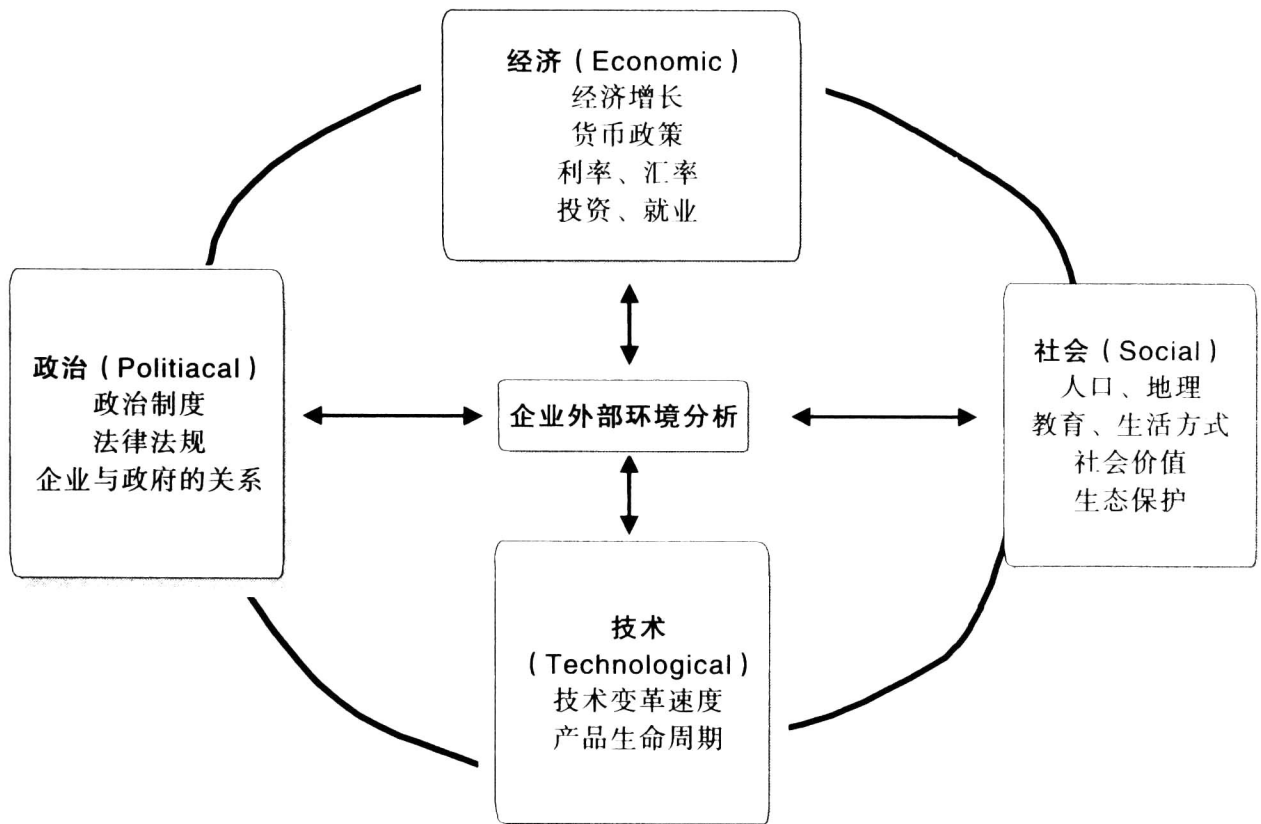 经济（Economic）
经济增长
货币政策
利率、汇率
投资、就业
政治（Politiacal）
政治制度
法律法规
企业与政府的关系
企业外部环境分析
社会（Social）
人口、地理
教育、生活方式
社会价值
生态保护
技术
（Technological）
技术变革速度
产品生命周期